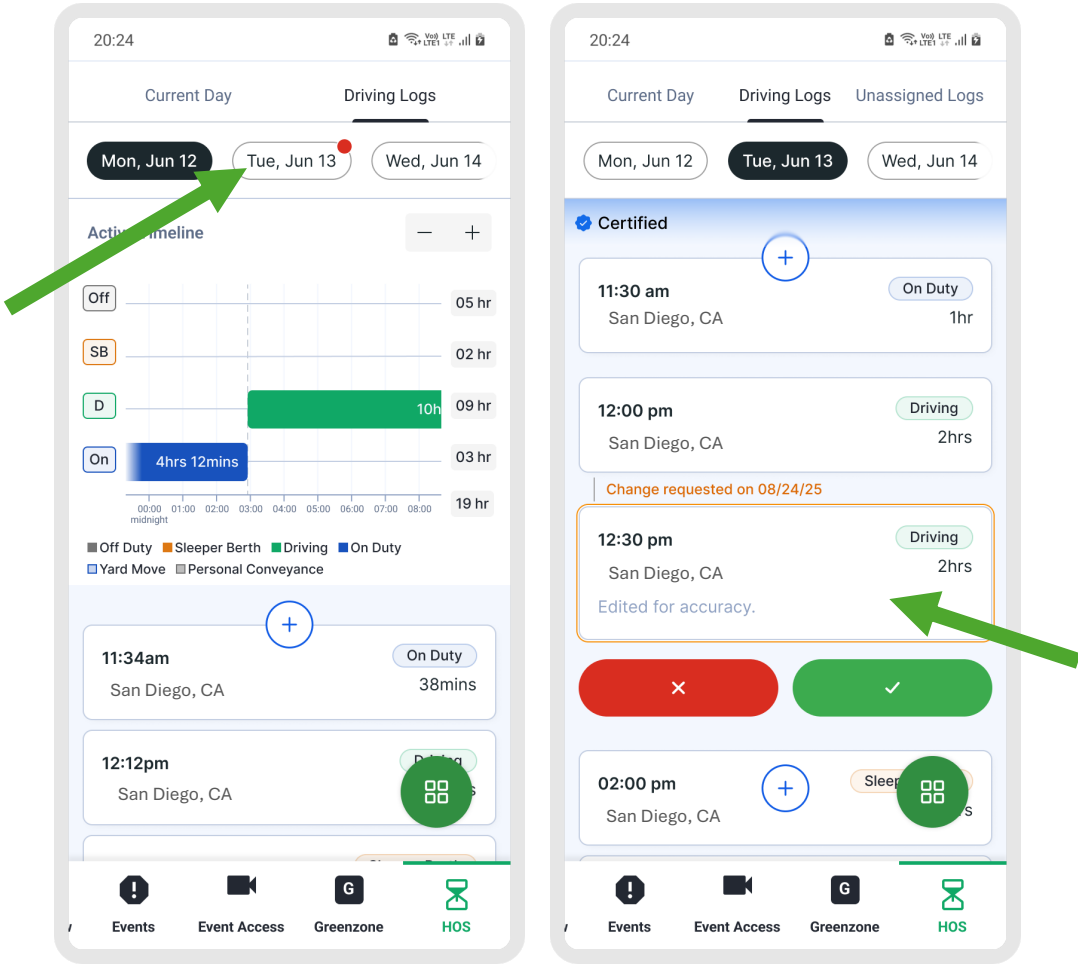 20:24
Vo)) LTE
LTE1
Current Day
Driving Logs
Mon, Jun 12
Tue, Jun 13
Wed, Jun 14
Timeline
Off
05 hr
SB
02 hr
D
10h
09 hr
On
4hrs 12mins
03 hr
19 hr
00:00 01:00 02:00 03:00 04:00 05:00 06:00 07:00 08:00
midnight
Off Duty Sleeper Berth Driving On Duty
Yard Move Personal Conveyance
+
11:34am
On Duty
San Diego, CA
38mins
12:12pm
San Diego, CA
Events
Event Access
G
Greenzone
HOS
20:24
Vo)) LTE
LTE1
Current Day
Driving Logs
Unassigned Logs
Mon, Jun 12
Tue, Jun 13
Wed, Jun 14
Certified
+
11:30 am
On Duty
San Diego, CA
1hr
12:00 pm
Driving
San Diego, CA
2hrs
Change requested on 08/24/25
12:30 pm
Driving
San Diego, CA
2hrs
Edited for accuracy.
02:00 pm
+
San Diego, CA
Events
Event Access
G
Greenzone
HOS